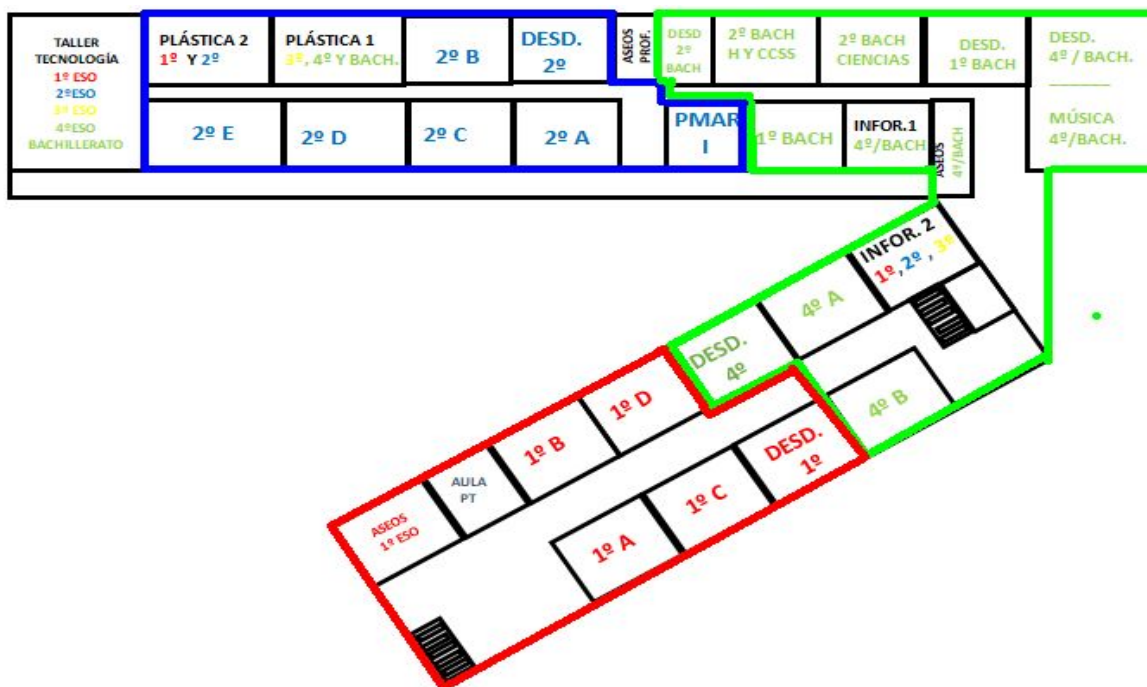 TALLER
TECNOLOGÍA
1º ESO
2ºESO
3º ESO
4ºESO
BACHILLERATO
PLÁSTICA 2
1º Y 2º
PLÁSTICA 1
3º, 4º Y BACH.
2º B
DESD.
2º
ASEOS
PROF.
DESD
2º
BACH
2º BACH
H Y CCSS
2º BACH
CIENCIAS
DESD.
1º BACH
DESD.
4º / BACH.
MÚSICA
4º/BACH.
2º E
2º D
2º C
2º A
PMAR
I
1º BACH
INFOR.1
4º/BACH
ASEOS
4º/BACH
INFOR. 2
1º, 2º , 3º
4º A
DESD.
4º
4º B
1º D
1º B
AULA
PT
ASEOS
1º ESO
DESD.
1º
1º C
1º A